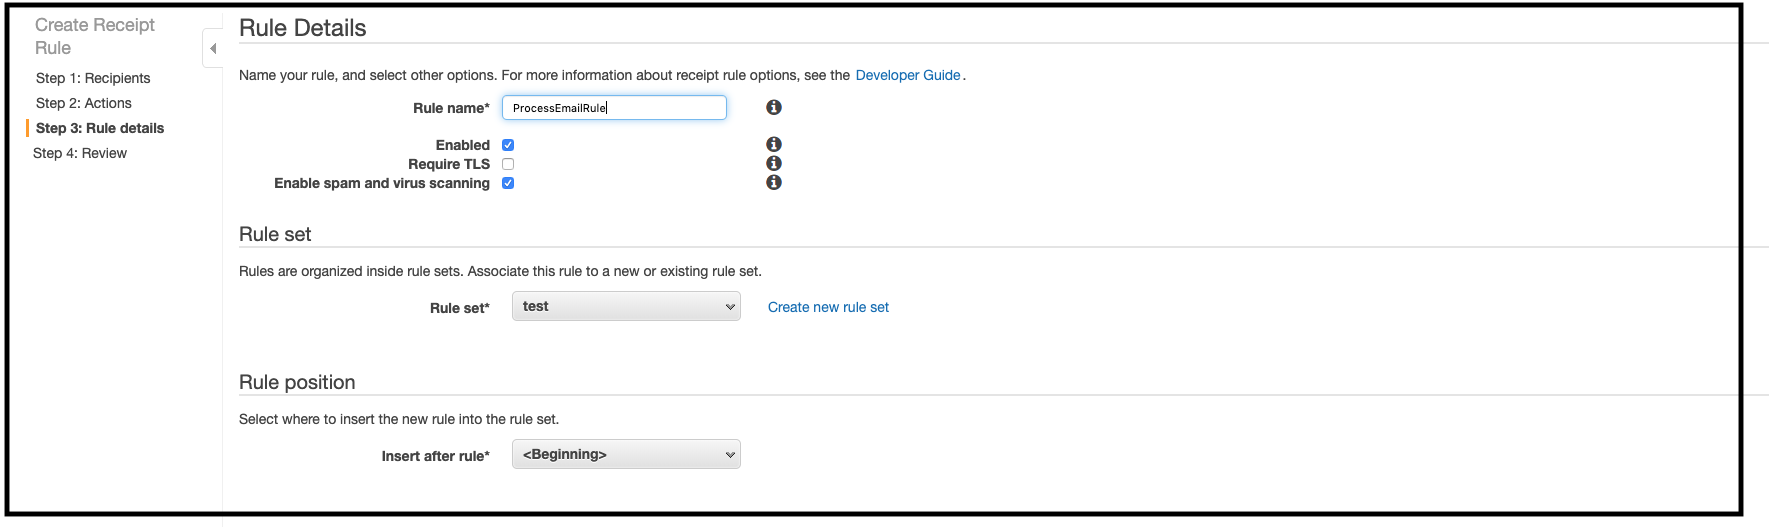 Create Receipt
Rule
Step 1: Recipients
Step 2: Actions
Step 3: Rule details
Step 4: Review
Rule Details
Name your rule, and select other options. For more information about receipt rule options, see the Developer Guide.
Rule name* ProcessEmailRule
Enabled
Require TLS
Enable spam and virus scanning
Rule set
Rules are organized inside rule sets. Associate this rule to a new or existing rule set.
Rule set* test Create new rule set
Rule position
Select where to insert the new rule into the rule set.
Insert after rule* <Beginning>